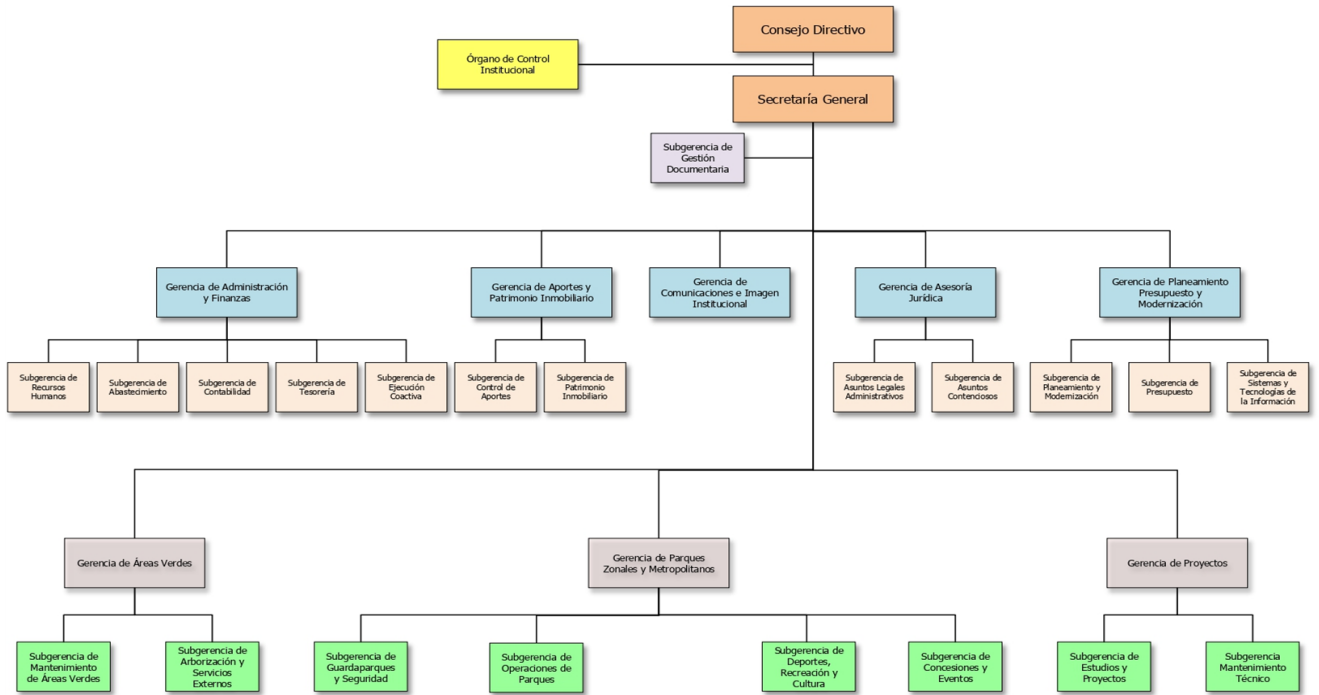 Consejo Directivo
Órgano de Control
Institucional
Secretaría General
Subgerencia de
Gestión
Documentaria
Gerencia de Administración
y Finanzas
Gerencia de Aportes y
Patrimonio Inmobiliario
Gerencia de
Comunicaciones e Imagen
Institucional
Gerencia de Asesoría
Jurídica
Gerencia de Planeamiento
Presupuesto y
Modernización
Subgerencia de
Recursos
Humanos
Subgerencia de
Abastecimiento
Subgerencia de
Contabilidad
Subgerencia de
Tesorería
Subgerencia de
Ejecución
Coactiva
Subgerencia de
Control de
Aportes
Subgerencia de
Patrimonio
Inmobiliario
Subgerencia de
Asuntos Legales
Administrativos
Subgerencia de
Asuntos
Contenciosos
Subgerencia de
Planeamiento y
Modernización
Subgerencia de
Presupuesto
Subgerencia de
Sistemas y
Tecnologías de
la Información
Gerencia de Áreas Verdes
Gerencia de Parques
Zonales y Metropolitanos
Gerencia de Proyectos
Subgerencia de
Mantenimiento
de Áreas Verdes
Subgerencia de
Arborización y
Servicios
Externos
Subgerencia de
Guardaparques
y Seguridad
Subgerencia de
Operaciones de
Parques
Subgerencia de
Deportes,
Recreación y
Cultura
Subgerencia de
Concesiones y
Eventos
Subgerencia de
Estudios y
Proyectos
Subgerencia
Mantenimiento
Técnico